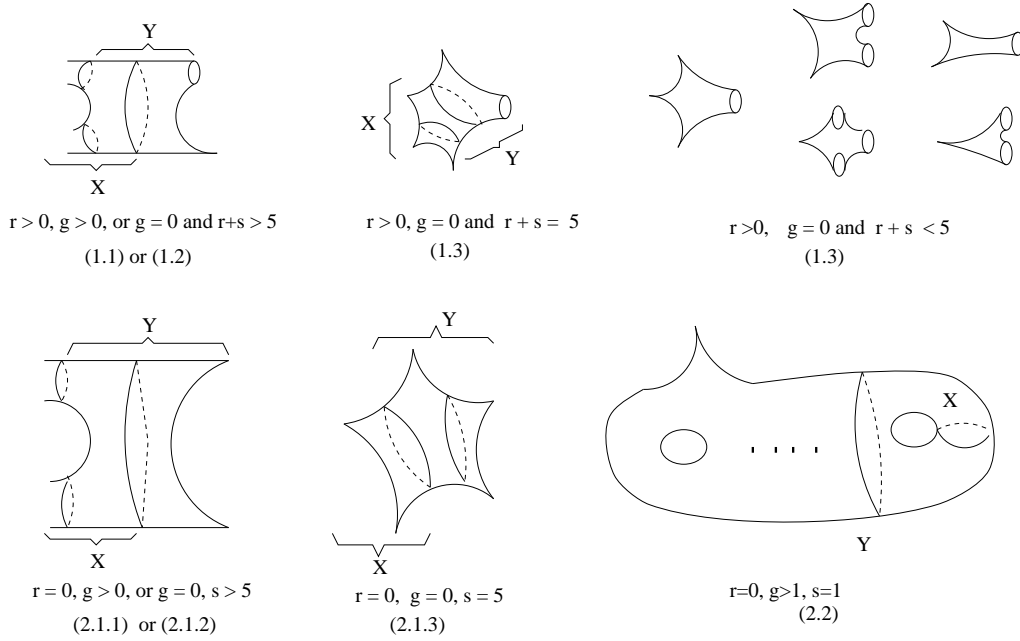 Y
X
r > 0, g > 0, or g = 0 and r+s > 5
(1.1) or (1.2)
X
Y
r > 0, g = 0 and r + s = 5
(1.3)
r >0, g = 0 and r + s < 5
(1.3)
Y
X
r = 0, g > 0, or g = 0, s > 5
(2.1.1) or (2.1.2)
Y
X
r = 0, g = 0, s = 5
(2.1.3)
X
Y
r=0, g>1, s=1
(2.2)